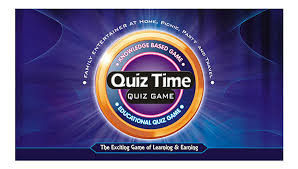 • Family Entertainer at Home, Picnic, Party and Travel •
KNOWLEDGE BASED GAME
Quiz Time
QUIZ GAME
• EDUCATIONAL QUIZ GAME •
The Exciting Game of Learning & Earning